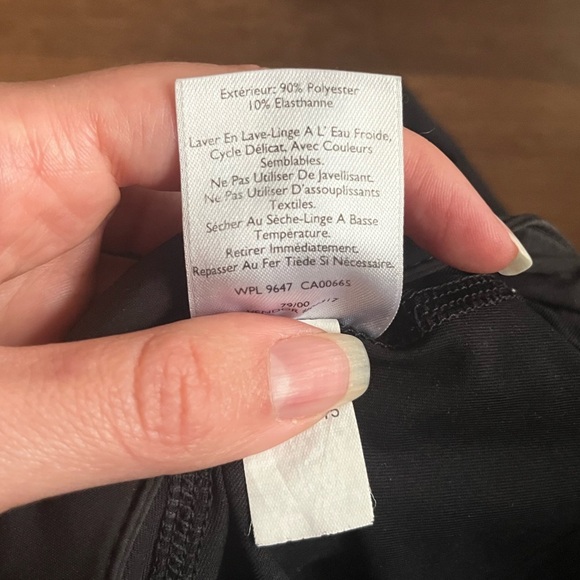 Extérieur: 90% Polyester
10% Elasthanne
Laver En Lave-Linge A L' Eau Froide,
Cycle Délicat, Avec Couleurs
Semblables.
Ne Pas Utiliser De Javellisant.
Ne Pas Utiliser D'assouplissants
Textiles.
Sécher Au Sèche-Linge A Basse
Température.
Retirer Immédiatement.
Repasser Au Fer Tiède Si Nécessaire.
WPL 9647 CA00665